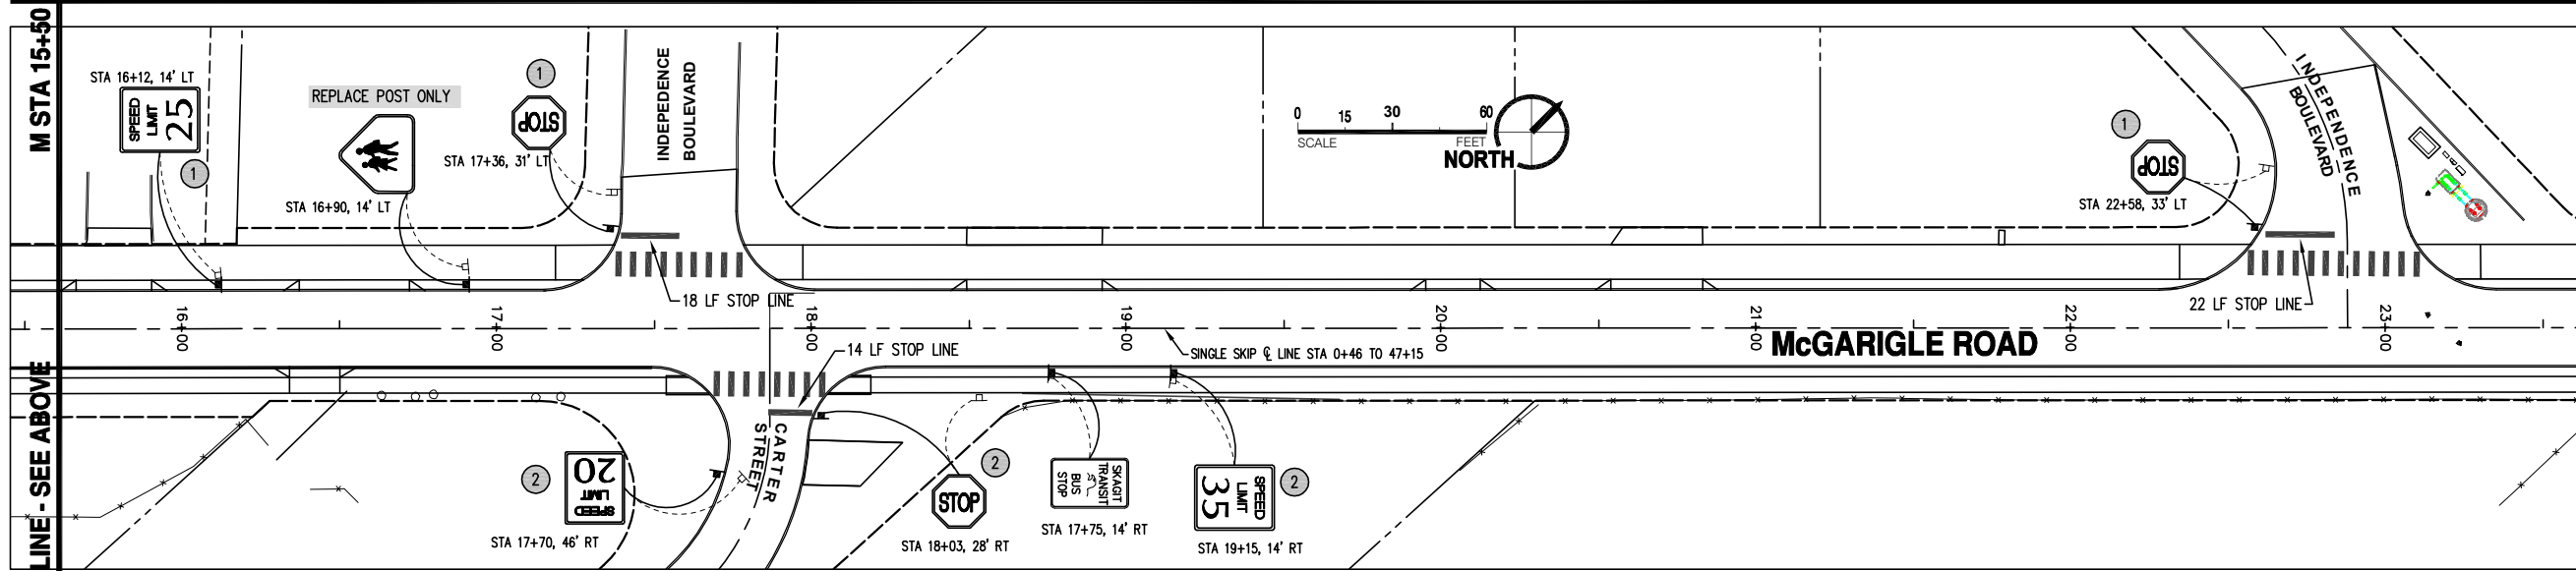 M STA 15+50
LINE - SEE ABOVE
STA 16+12, 14' LT
SPEED
LIMIT
25
1
REPLACE POST ONLY
STA 16+90, 14' LT
1
STOP
STA 17+36, 31' LT
INDEPEDENCE
BOULEVARD
18 LF STOP LINE
0 15 30 60
SCALE FEET
NORTH
1
STOP
STA 22+58, 33' LT
INDEPENDENCE
BOULEVARD
22 LF STOP LINE
16+00
17+00
18+00
19+00
20+00
21+00
22+00
23+00
14 LF STOP LINE
SINGLE SKIP ℄ LINE STA 0+46 TO 47+15
McGARIGLE ROAD
2
SPEED
LIMIT
20
STA 17+70, 46' RT
CARTER
STREET
2
STOP
STA 18+03, 28' RT
SKAGIT
TRANSIT
BUS
STOP
STA 17+75, 14' RT
SPEED
LIMIT
35
2
STA 19+15, 14' RT